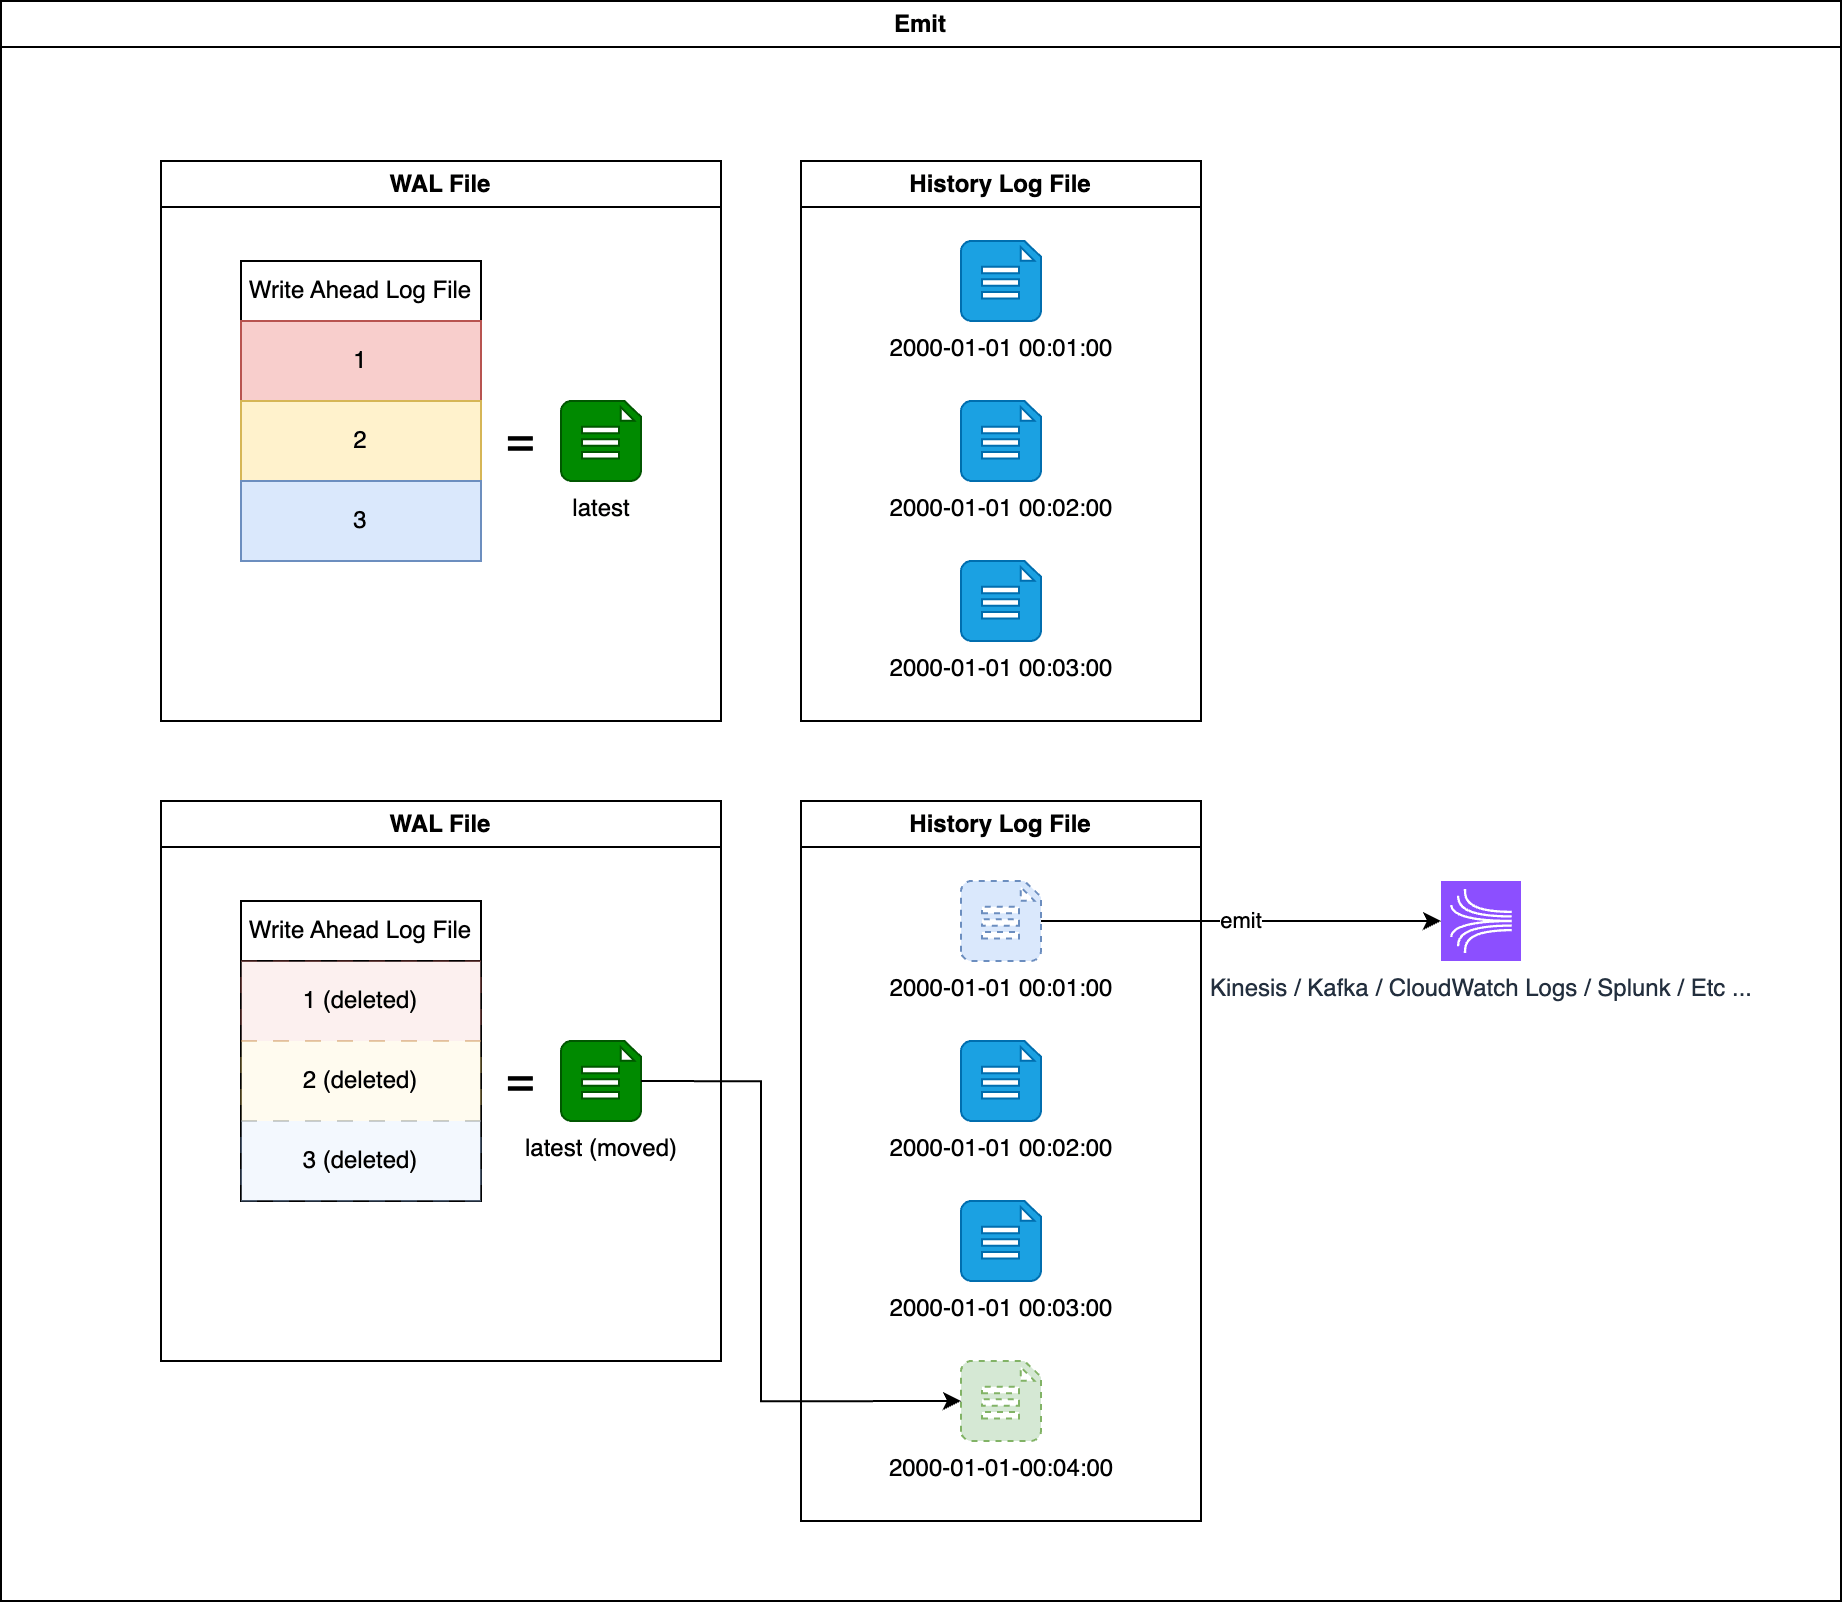 Emit
WAL File
Write Ahead Log File
1
2
3
=
latest
History Log File
2000-01-01 00:01:00
2000-01-01 00:02:00
2000-01-01 00:03:00
WAL File
Write Ahead Log File
1 (deleted)
2 (deleted)
3 (deleted)
=
latest (moved)
History Log File
2000-01-01 00:01:00
2000-01-01 00:02:00
2000-01-01 00:03:00
2000-01-01-00:04:00
emit
Kinesis / Kafka / CloudWatch Logs / Splunk / Etc ...